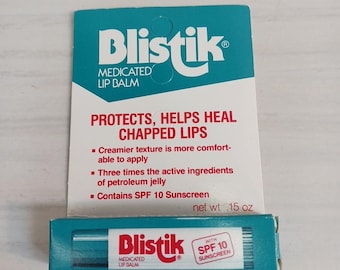 Blistik®
MEDICATED
LIP BALM
PROTECTS, HELPS HEAL
CHAPPED LIPS
• Creamier texture is more comfort-
able to apply
• Three times the active ingredients
of petroleum jelly
• Contains SPF 10 Sunscreen
net wt. .15 oz
Blistik
MEDICATED
LIP BALM
WITH
SPF 10
SUNSCREEN